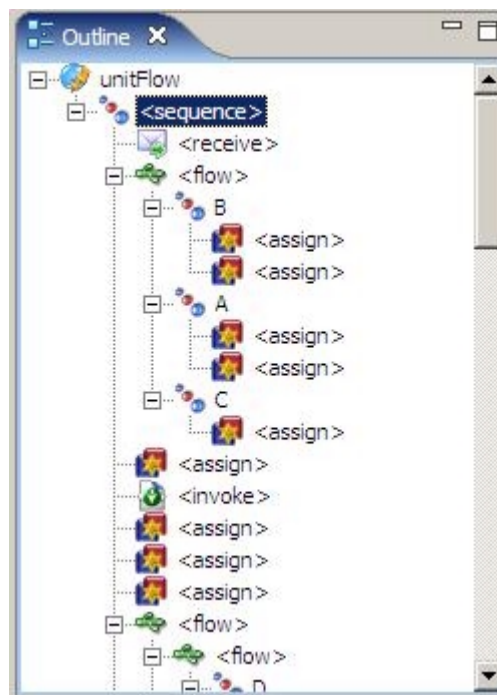 Outline
unitFlow
<sequence>
<receive>
<flow>
B
<assign>
<assign>
A
<assign>
<assign>
C
<assign>
<assign>
<invoke>
<assign>
<assign>
<assign>
<flow>
<flow>
D